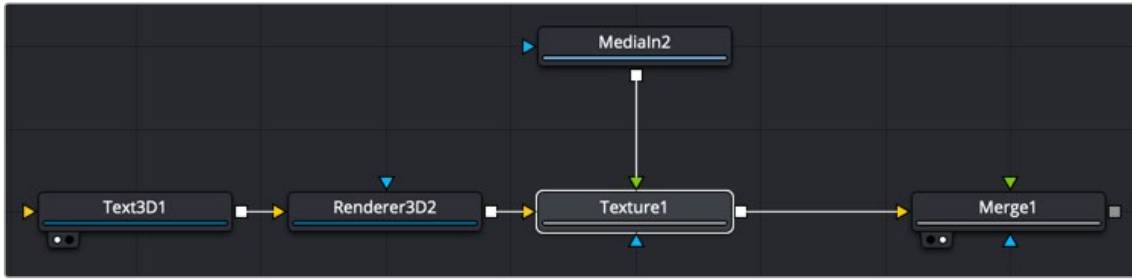 MediaIn2
Text3D1
Renderer3D2
Texture1
Merge1